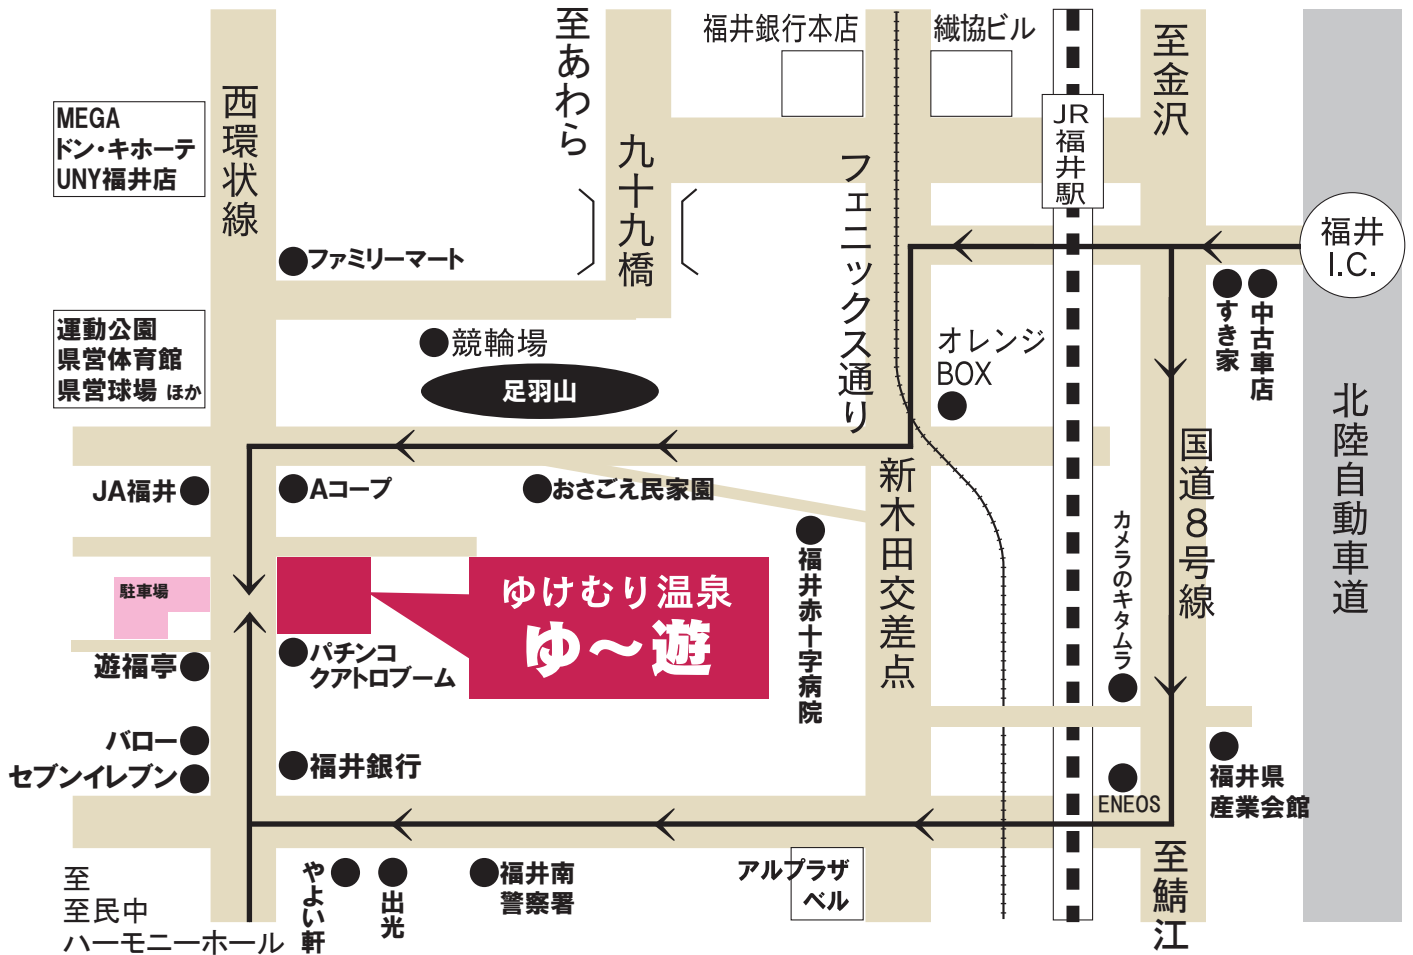 至あわら
福井銀行本店
繊協ビル
至金沢
MEGA
ドン・キホーテ
UNY福井店
西環状線
九十九橋
フェニックス通り
JR福井駅
福井
I.C.
ファミリーマート
すき家
中古車店
運動公園
県営体育館
県営球場 ほか
競輪場
足羽山
オレンジ
BOX
北陸自動車道
国道8号線
JA福井
Aコープ
おさごえ民家園
新木田交差点
カメラのキタムラ
福井赤十字病院
駐車場
ゆけむり温泉
ゆ〜遊
遊福亭
パチンコ
クアトロブーム
バロー
セブンイレブン
福井銀行
福井県
産業会館
ENEOS
至
至民中
ハーモニーホール
やよい軒
出光
福井南
警察署
アルプラザ
ベル
至鯖江